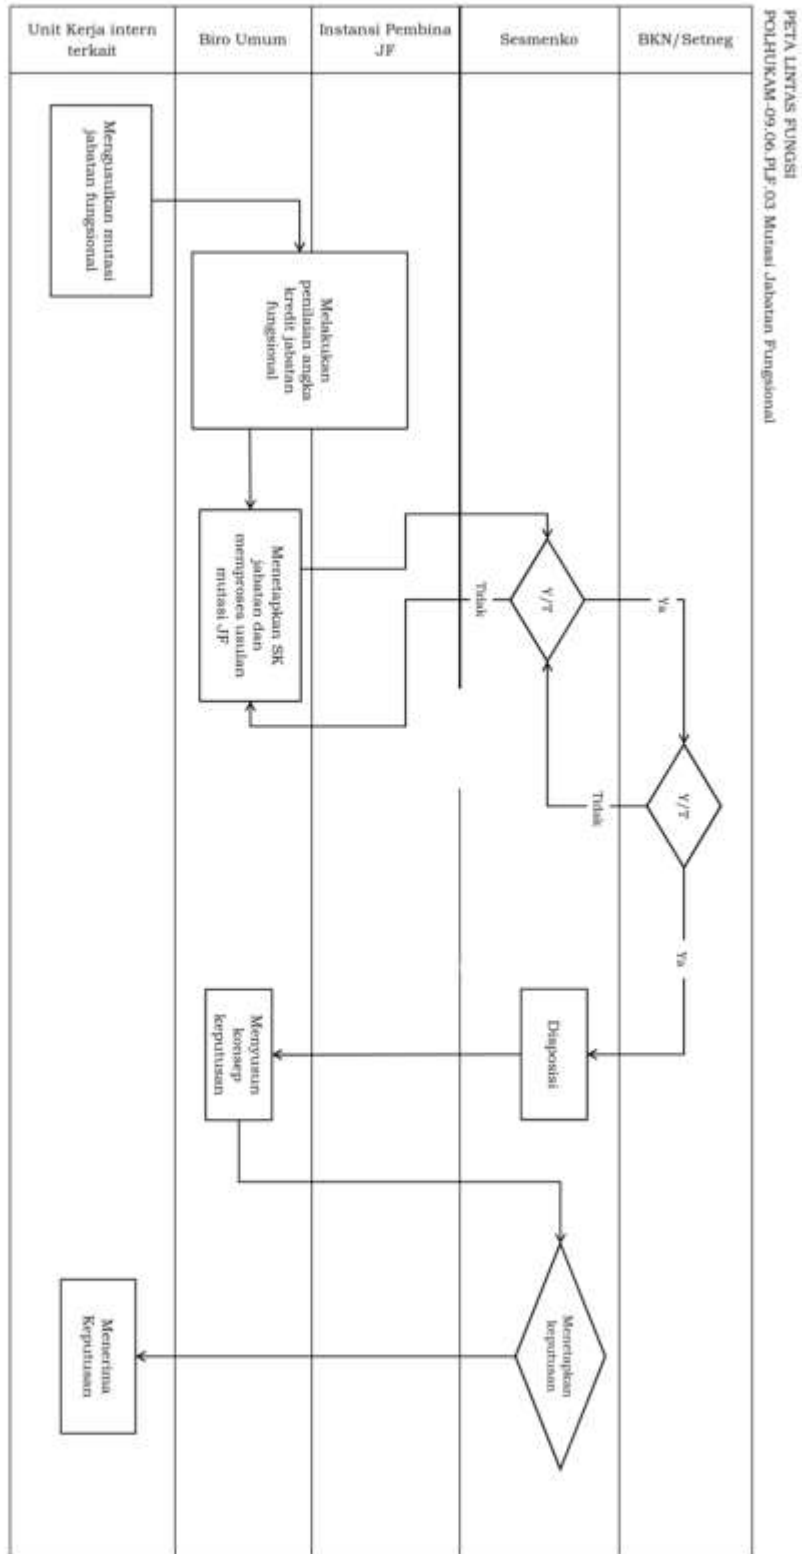 PETA LINTAS FUNGSI
POLHUKAM-09.06.PLF.03 Mutasi Jabatan Fungsional
Unit Kerja intern
terkait
Biro Umum
Instansi Pembina
JF
Sesmenko
BKN/Setneg
Mengusulkan mutasi
jabatan fungsional
Melakukan
penilaian angka
kredit jabatan
fungsional
Menetapkan SK
jabatan dan
memproses usulan
mutasi JF
Y/T
Ya
Tidak
Y/T
Tidak
Ya
Disposisi
Menyusun
konsep
keputusan
Menetapkan
keputusan
Menerima
Keputusan